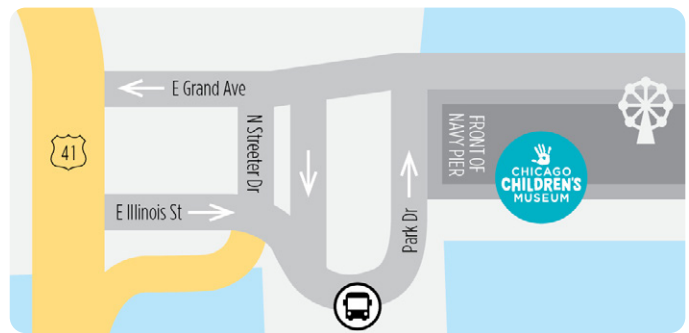 E Grand Ave
41
N Streeter Dr
E Illinois St
Park Dr
FRONT OF
NAVY PIER
CHICAGO
CHILDREN'S
MUSEUM